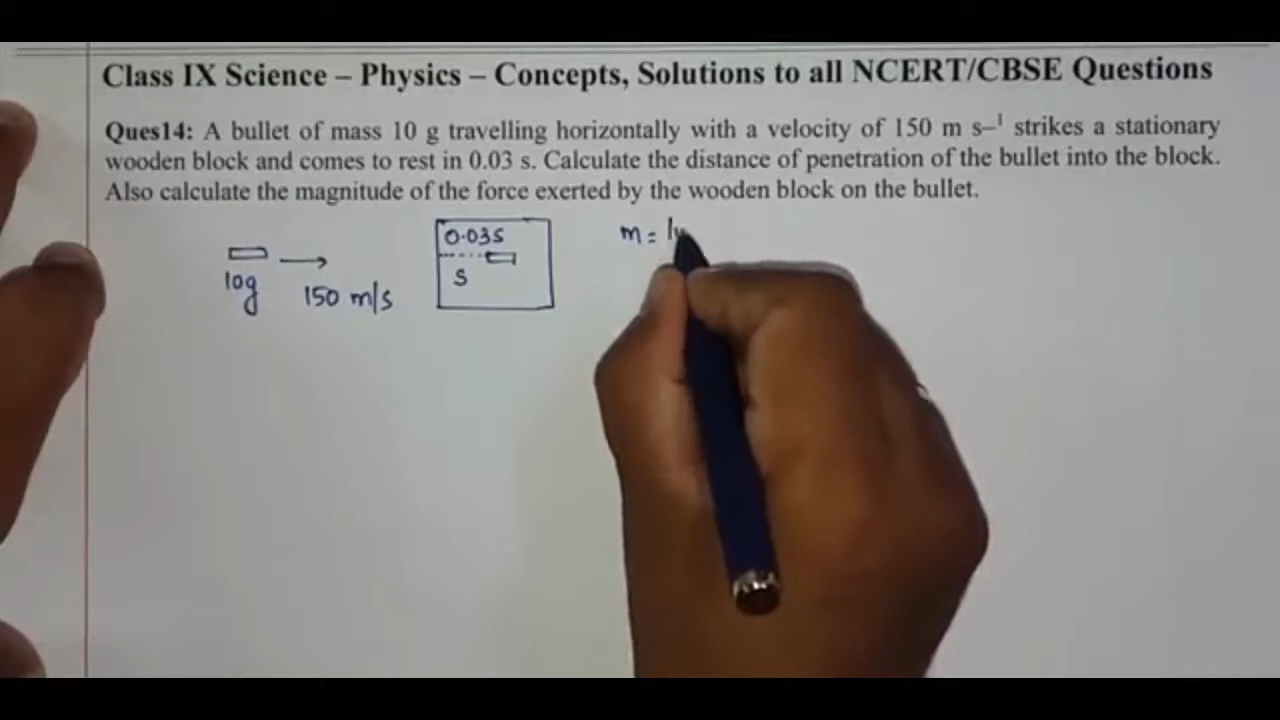 Class IX Science – Physics – Concepts, Solutions to all NCERT/CBSE Questions
Ques14: A bullet of mass 10 g travelling horizontally with a velocity of 150 m s–¹ strikes a stationary
wooden block and comes to rest in 0.03 s. Calculate the distance of penetration of the bullet into the block.
Also calculate the magnitude of the force exerted by the wooden block on the bullet.
0.03s
m =
10g
150 m/s
s